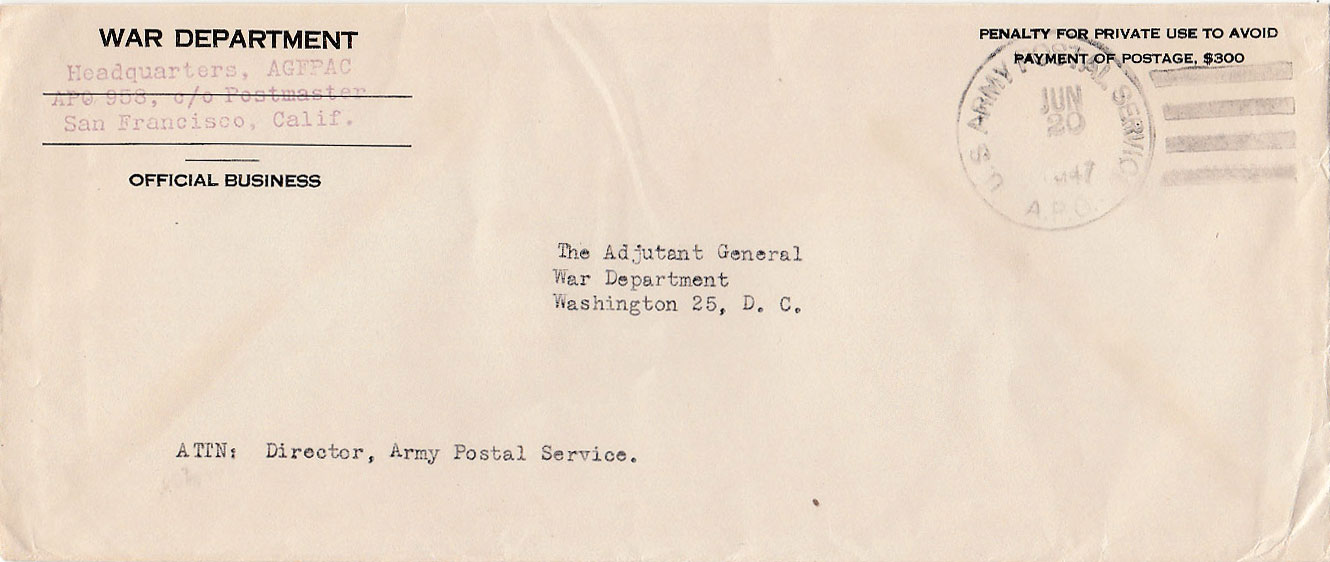 WAR DEPARTMENT
Headquarters, AGFPAC
APO 958, c/o Postmaster
San Francisco, Calif.
OFFICIAL BUSINESS
PENALTY FOR PRIVATE USE TO AVOID
PAYMENT OF POSTAGE, $300
U.S. ARMY POSTAL SERVICE
JUN
20
1947
A.P.O.
The Adjutant General
War Department
Washington 25, D. C.
ATTN: Director, Army Postal Service.